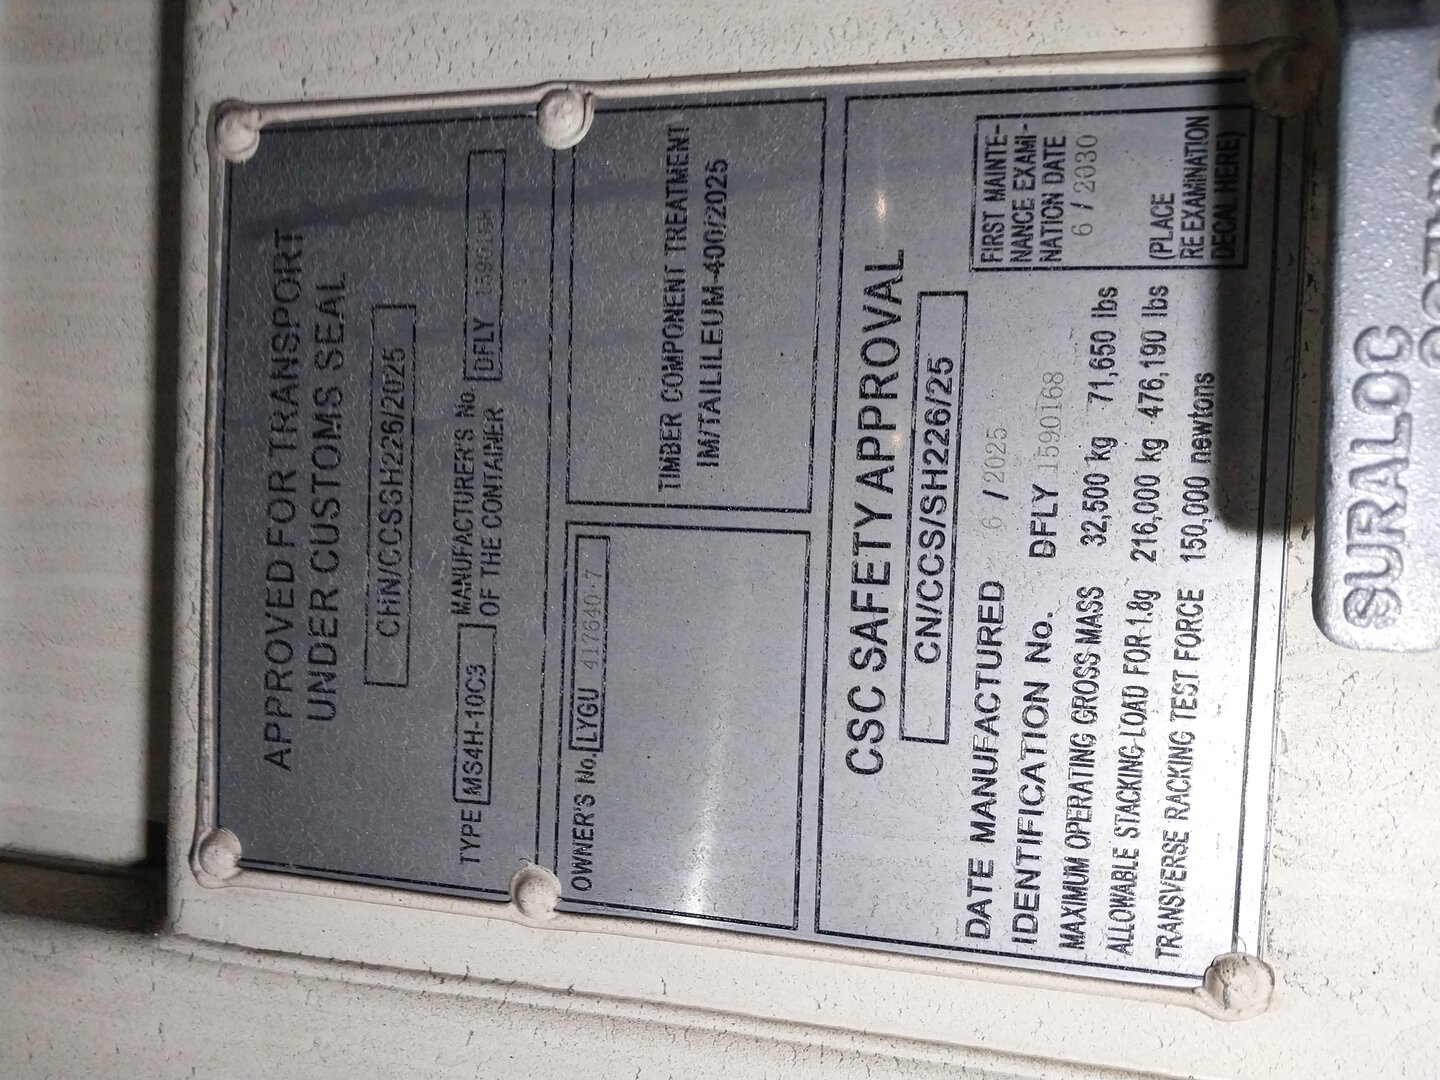 APPROVED FOR TRANSPORT
UNDER CUSTOMS SEAL
CHN/CCSSH226/2025
TYPE MS4H-10C3 MANUFACTURER'S No. OF THE CONTAINER DFLY 1590168
OWNER'S No. LYGU 417640 7
TIMBER COMPONENT TREATMENT
IM/TAILILEUM-400/2025
CSC SAFETY APPROVAL
CN/CCS/SH226/25
DATE MANUFACTURED 6 / 2025
IDENTIFICATION No. DFLY 1590168
MAXIMUM OPERATING GROSS MASS 32,500 kg 71,650 lbs
ALLOWABLE STACKING LOAD FOR 1.8g 216,000 kg 476,190 lbs
TRANSVERSE RACKING TEST FORCE 150,000 newtons
FIRST MAINTE-
NANCE EXAMI-
NATION DATE
6 / 2030
(PLACE
RE EXAMINATION
DECAL HERE)
SURALOC